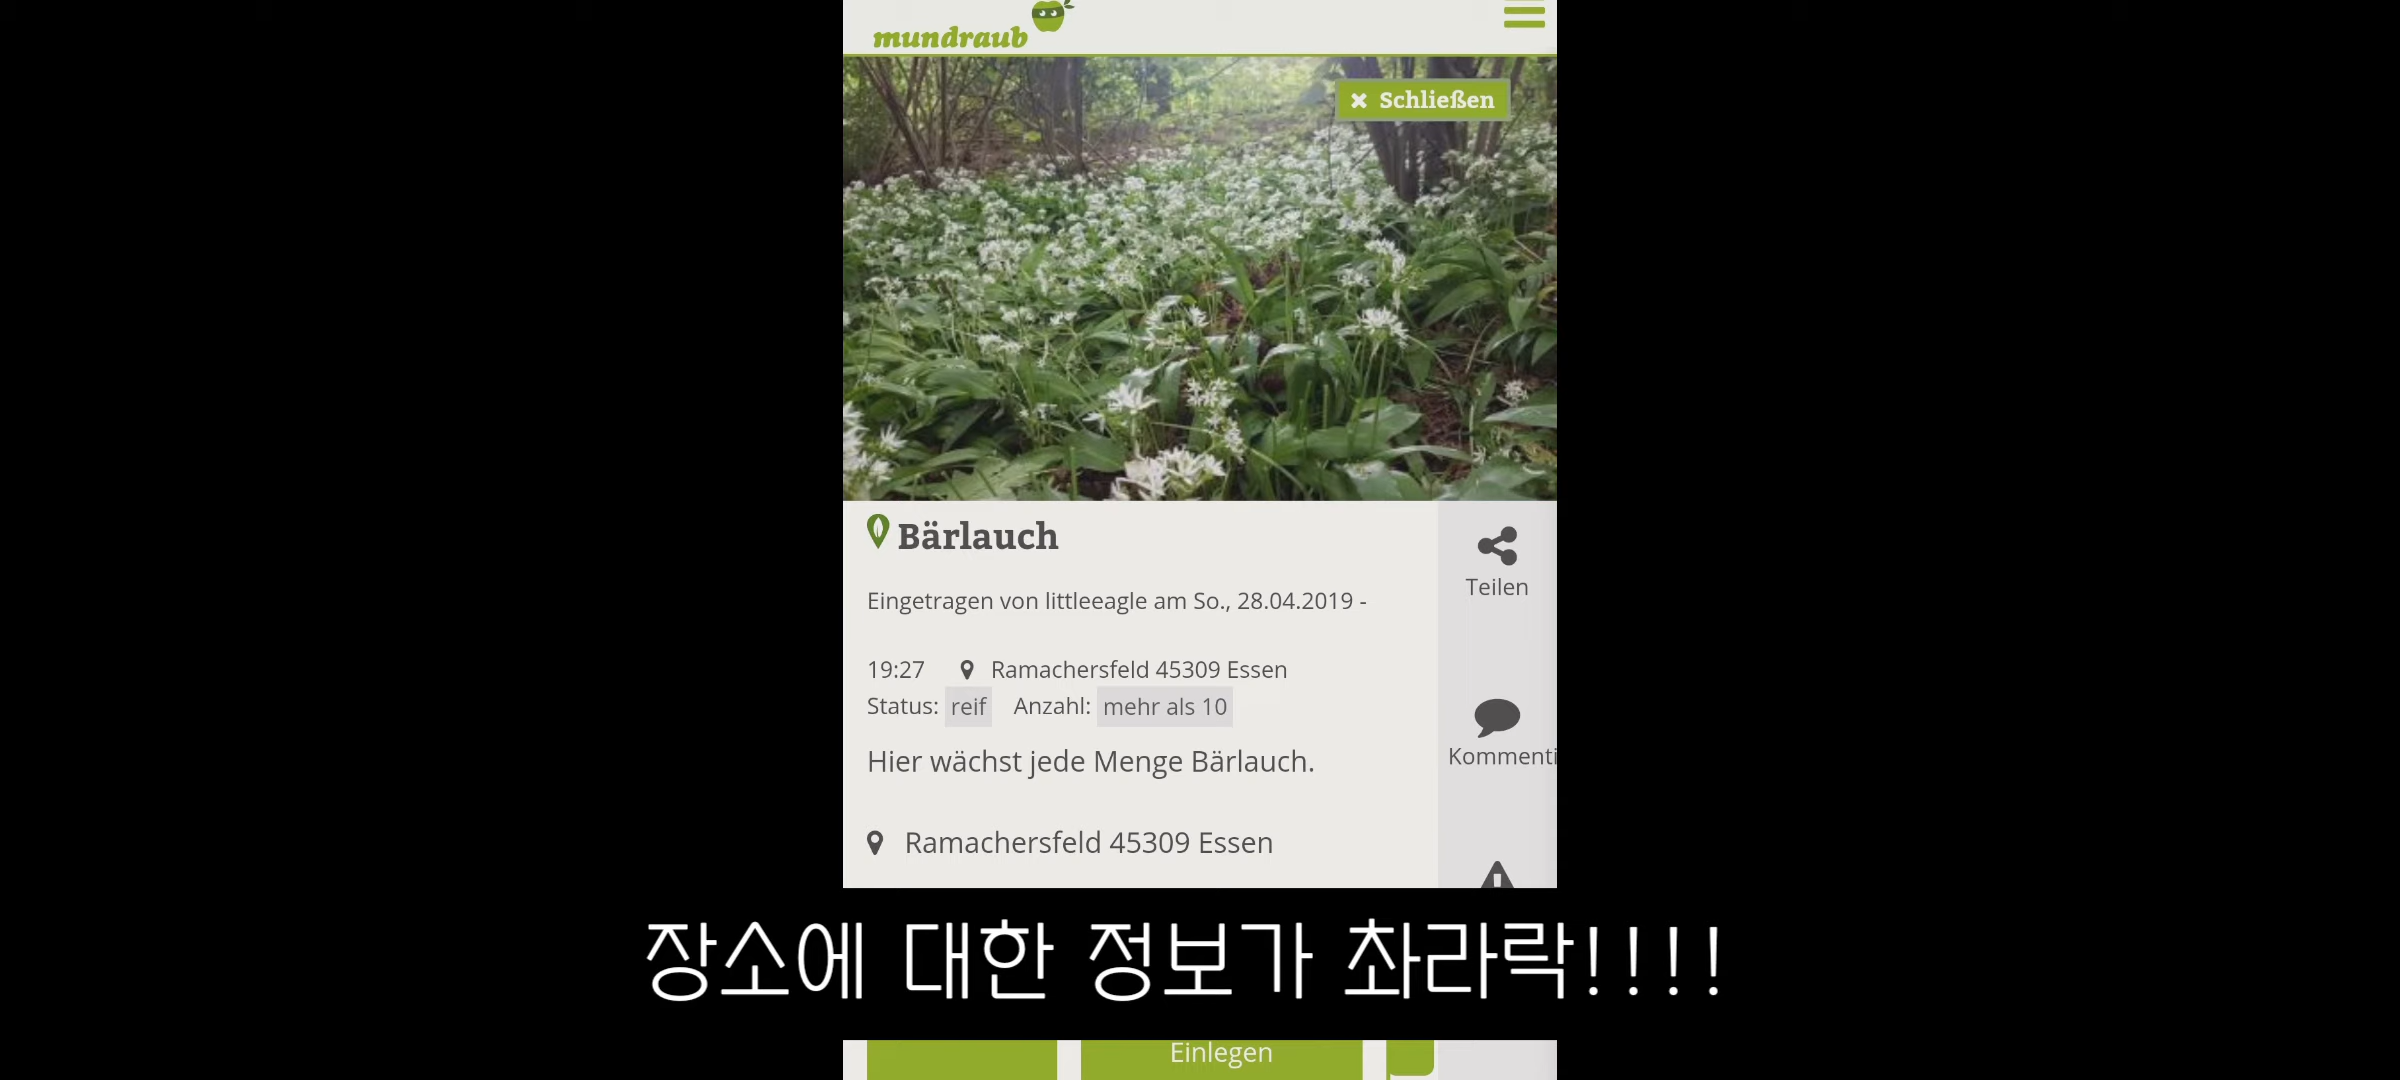 mundraub
Schließen
Bärlauch
Eingetragen von littleeagle am So., 28.04.2019 -
19:27 Ramachersfeld 45309 Essen
Status: reif Anzahl: mehr als 10
Hier wächst jede Menge Bärlauch.
Ramachersfeld 45309 Essen
Teilen
Kommenti
장소에 대한 정보가 촤라락!!!!
Einlegen